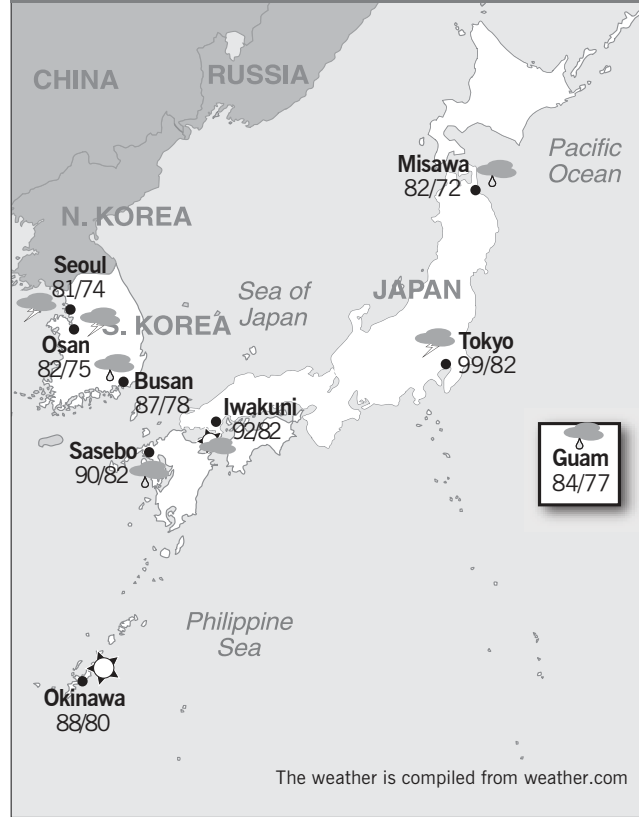 CHINA
RUSSIA
Pacific
Ocean
Misawa
82/72
N. KOREA
Seoul
81/74
Sea of
Japan
JAPAN
S. KOREA
Osan
82/75
Tokyo
99/82
Busan
87/78
Iwakuni
92/82
Sasebo
90/82
Guam
84/77
Philippine
Sea
Okinawa
88/80
The weather is compiled from weather.com